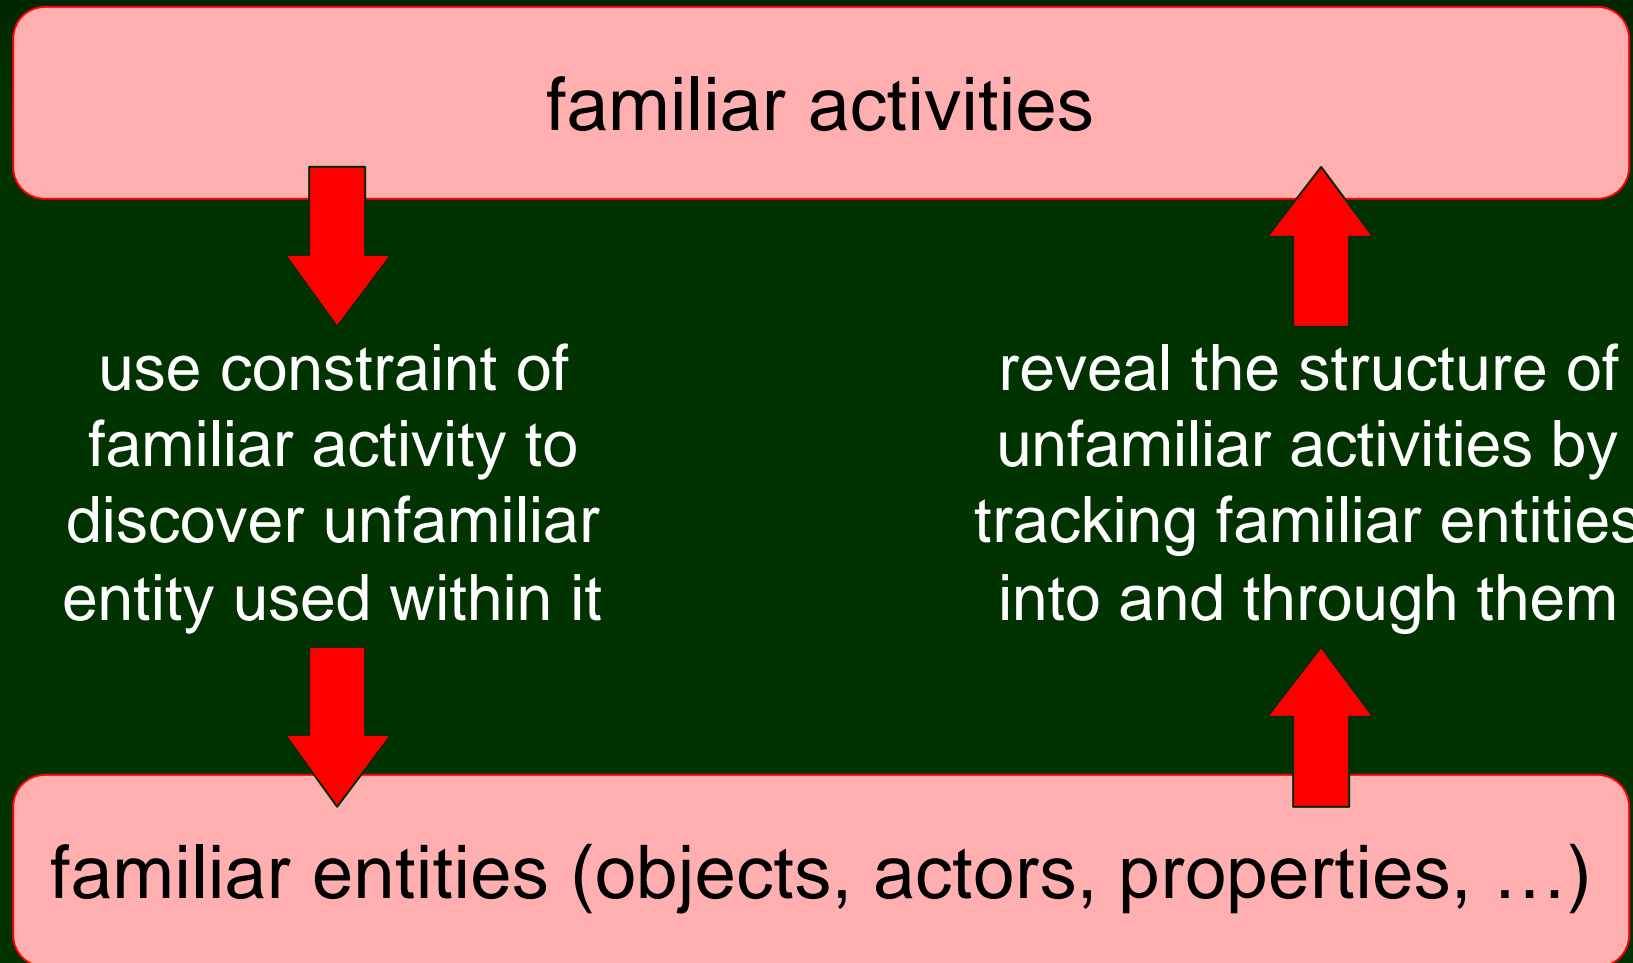 familiar activities
use constraint of
familiar activity to
discover unfamiliar
entity used within it
reveal the structure of
unfamiliar activities by
tracking familiar entities
into and through them
familiar entities (objects, actors, properties, …)